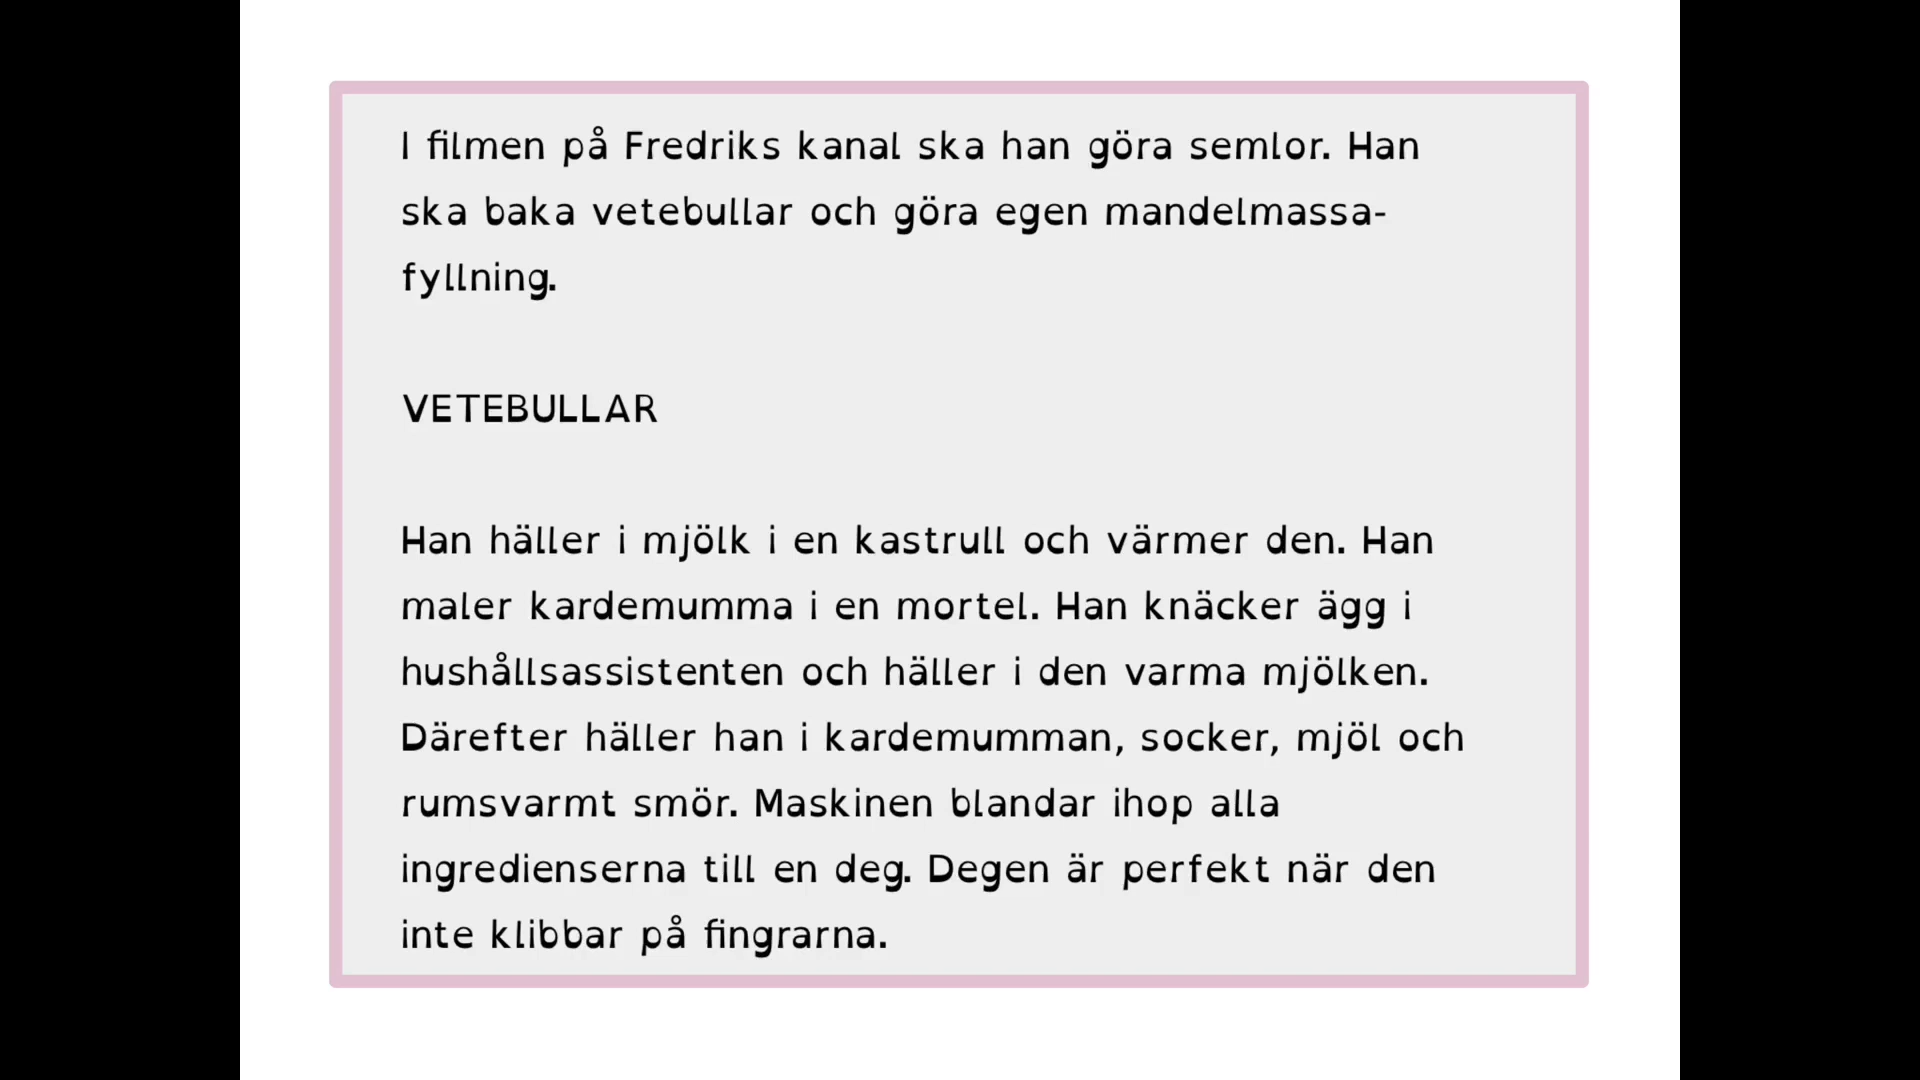 I filmen på Fredriks kanal ska han göra semlor. Han
ska baka vetebullar och göra egen mandelmassa-
fyllning.
VETEBULLAR
Han häller i mjölk i en kastrull och värmer den. Han
maler kardemumma i en mortel. Han knäcker ägg i
hushållsassistenten och häller i den varma mjölken.
Därefter häller han i kardemumman, socker, mjöl och
rumsvarmt smör. Maskinen blandar ihop alla
ingredienserna till en deg. Degen är perfekt när den
inte klibbar på fingrarna.